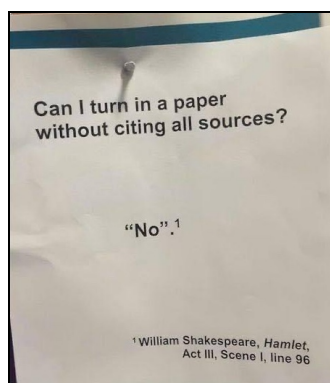 Can I turn in a paper
without citing all sources?
“No”.¹
¹ William Shakespeare, Hamlet,
Act III, Scene I, line 96